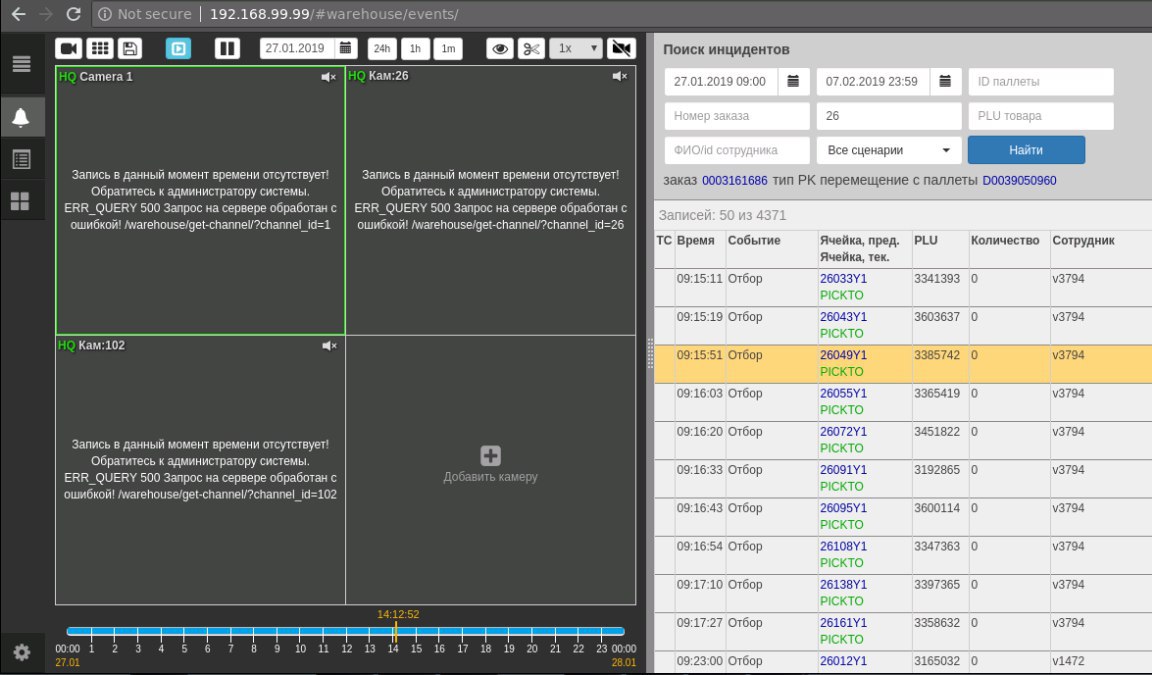 Not secure 192.168.99.99/#warehouse/events/
27.01.2019 24h 1h 1m 1x
HQ Camera 1
Запись в данный момент времени отсутствует!
Обратитесь к администратору системы.
ERR_QUERY 500 Запрос на сервере обработан с
ошибкой! /warehouse/get-channel/?channel_id=1
HQ Кам:26
Запись в данный момент времени отсутствует!
Обратитесь к администратору системы.
ERR_QUERY 500 Запрос на сервере обработан с
ошибкой! /warehouse/get-channel/?channel_id=26
HQ Кам:102
Запись в данный момент времени отсутствует!
Обратитесь к администратору системы.
ERR_QUERY 500 Запрос на сервере обработан с
ошибкой! /warehouse/get-channel/?channel_id=102
Добавить камеру
14:12:52
00:00 1 2 3 4 5 6 7 8 9 10 11 12 13 14 15 16 17 18 19 20 21 22 23 00:00
27.01 28.01
Поиск инцидентов
27.01.2019 09:00 07.02.2019 23:59 ID паллеты
Номер заказа 26 PLU товара
ФИО/id сотрудника Все сценарии Найти
заказ 0003161686 тип РК перемещение с паллеты D0039050960
Записей: 50 из 4371
ТС Время Событие Ячейка, пред. PLU Количество Сотрудник
Ячейка, тек.
09:15:11 Отбор 26033Y1 3341393 0 v3794
PICKTO
09:15:19 Отбор 26043Y1 3603637 0 v3794
PICKTO
09:15:51 Отбор 26049Y1 3385742 0 v3794
PICKTO
09:16:03 Отбор 26055Y1 3365419 0 v3794
PICKTO
09:16:20 Отбор 26072Y1 3451822 0 v3794
PICKTO
09:16:33 Отбор 26091Y1 3192865 0 v3794
PICKTO
09:16:43 Отбор 26095Y1 3600114 0 v3794
PICKTO
09:16:54 Отбор 26108Y1 3347363 0 v3794
PICKTO
09:17:10 Отбор 26138Y1 3397365 0 v3794
PICKTO
09:17:27 Отбор 26161Y1 3358632 0 v3794
PICKTO
09:23:00 Отбор 26012Y1 3165032 0 v1472